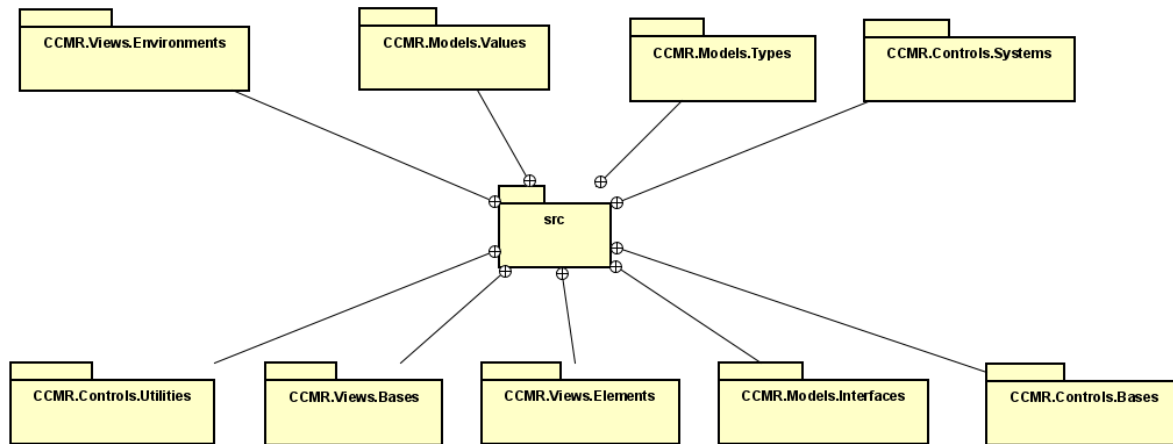 CCMR.Views.Environments
CCMR.Models.Values
CCMR.Models.Types
CCMR.Controls.Systems
src
CCMR.Controls.Utilities
CCMR.Views.Bases
CCMR.Views.Elements
CCMR.Models.Interfaces
CCMR.Controls.Bases